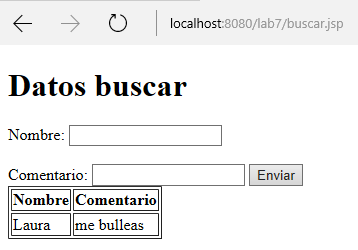 localhost:8080/lab7/buscar.jsp
Datos buscar
Nombre:
Comentario: Enviar
Nombre Comentario
Laura me bulleas